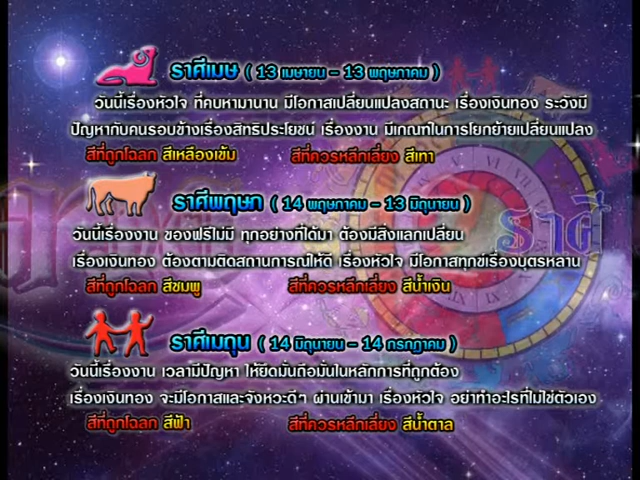 ราศีเมษ ( 13 เมษายน - 13 พฤษภาคม )
วันนี้เรื่องหัวใจ ที่คบหามานาน มีโอกาสเปลี่ยนแปลงสถานะ เรื่องเงินทอง ระวังมี
ปัญหากับคนรอบข้างเรื่องสิทธิประโยชน์ เรื่องงาน มีเกณฑ์ในการโยกย้ายเปลี่ยนแปลง
สีที่ถูกโฉลก สีเหลืองเข้ม สีที่ควรหลีกเลี่ยง สีเทา
ราศีพฤษภ ( 14 พฤษภาคม - 13 มิถุนายน )
วันนี้เรื่องงาน ของฟรีไม่มี ทุกอย่างที่ได้มา ต้องมีสิ่งแลกเปลี่ยน
เรื่องเงินทอง ต้องตามติดสถานการณ์ให้ดี เรื่องหัวใจ มีโอกาสทุกข์เรื่องบุตรหลาน
สีที่ถูกโฉลก สีชมพู สีที่ควรหลีกเลี่ยง สีน้ำเงิน
ราศี
ราศีเมถุน ( 14 มิถุนายน - 14 กรกฎาคม )
วันนี้เรื่องงาน เวลามีปัญหา ให้ยึดมั่นถือมั่นในหลักการที่ถูกต้อง
เรื่องเงินทอง จะมีโอกาสและจังหวะดีๆ ผ่านเข้ามา เรื่องหัวใจ อย่าทำอะไรที่ไม่ใช่ตัวเอง
สีที่ถูกโฉลก สีฟ้า สีที่ควรหลีกเลี่ยง สีน้ำตาล